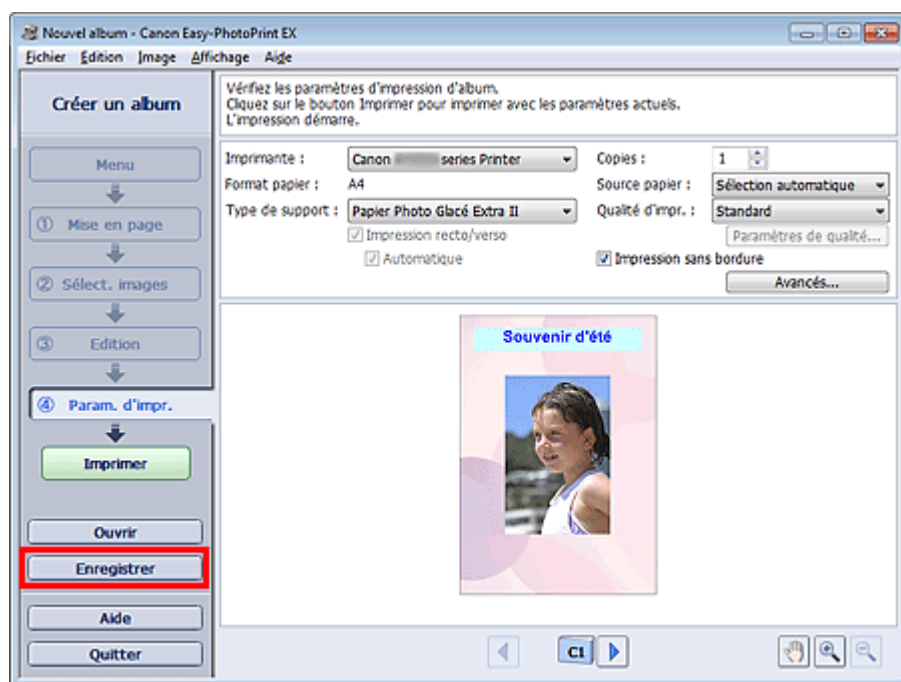 Nouvel album - Canon Easy-PhotoPrint EX
Fichier Édition Image Affichage Aide
Créer un album
Vérifiez les paramètres d'impression d'album.
Cliquez sur le bouton Imprimer pour imprimer avec les paramètres actuels.
L'impression démarre.
Menu
① Mise en page
② Sélect. images
③ Edition
④ Param. d'impr.
Imprimer
Ouvrir
Enregistrer
Aide
Quitter
Imprimante : Canon series Printer Copies : 1
Format papier : A4 Source papier : Sélection automatique
Type de support : Papier Photo Glacé Extra II Qualité d'impr. : Standard
Impression recto/verso Paramètres de qualité...
Automatique Impression sans bordure
Avancés...
Souvenir d'été
C1